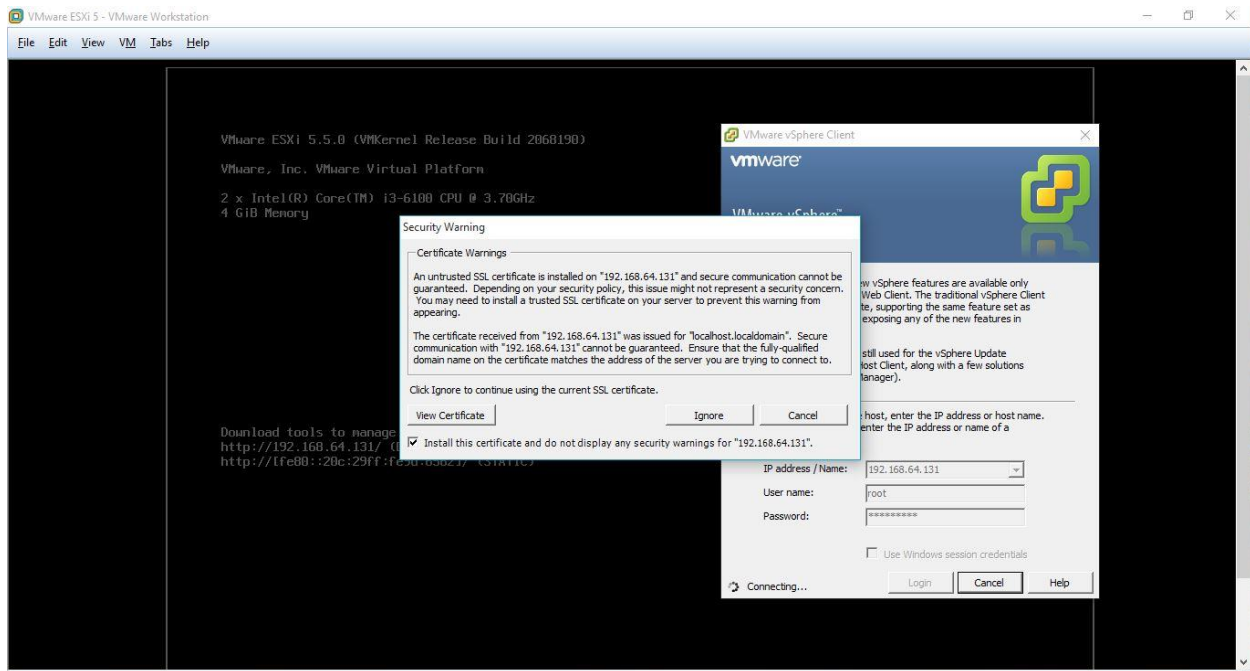 VMware ESXi 5 - VMware Workstation
File Edit View VM Tabs Help
VMware ESXi 5.5.0 (VMKernel Release Build 2068190)
VMware, Inc. VMware Virtual Platform
2 x Intel(R) Core(TM) i3-6100 CPU @ 3.70GHz
4 GiB Memory
Download tools to manage
http://192.168.64.131/
VMware vSphere Client
vmware
VMware vSphere™
Security Warning
Certificate Warnings
An untrusted SSL certificate is installed on "192.168.64.131" and secure communication cannot be
guaranteed. Depending on your security policy, this issue might not represent a security concern.
You may need to install a trusted SSL certificate on your server to prevent this warning from
appearing.
The certificate received from "192.168.64.131" was issued for "localhost.localdomain". Secure
communication with "192.168.64.131" cannot be guaranteed. Ensure that the fully-qualified
domain name on the certificate matches the address of the server you are trying to connect to.
Click Ignore to continue using the current SSL certificate.
View Certificate Ignore Cancel
Install this certificate and do not display any security warnings for "192.168.64.131".
vSphere features are available only
Web Client. The traditional vSphere Client
supporting the same feature set as
exposing any of the new features in
still used for the vSphere Update
Client, along with a few solutions
host, enter the IP address or host name.
enter the IP address or name of a
IP address / Name: 192.168.64.131
User name: root
Password: *********
Use Windows session credentials
Connecting... Login Cancel Help